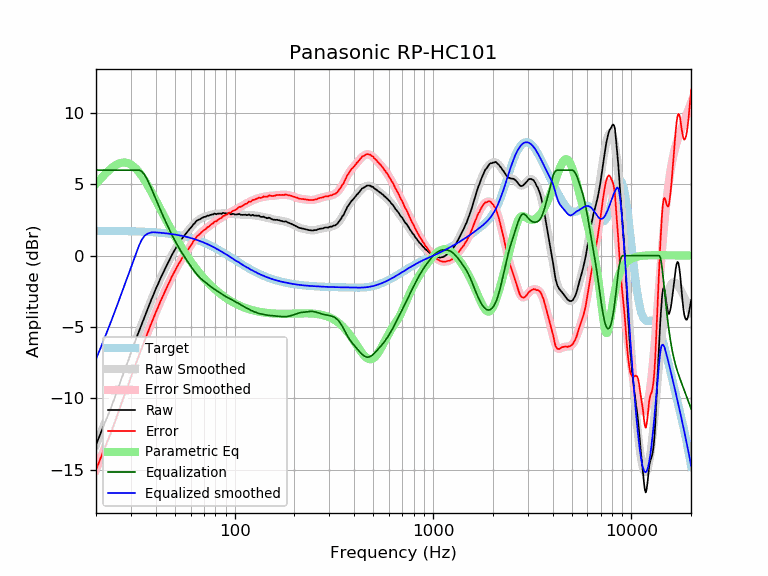 Panasonic RP-HC101
Amplitude (dBr)
10
5
0
−5
−10
−15
Target
Raw Smoothed
Error Smoothed
Raw
Error
Parametric Eq
Equalization
Equalized smoothed
100
1000
10000
Frequency (Hz)